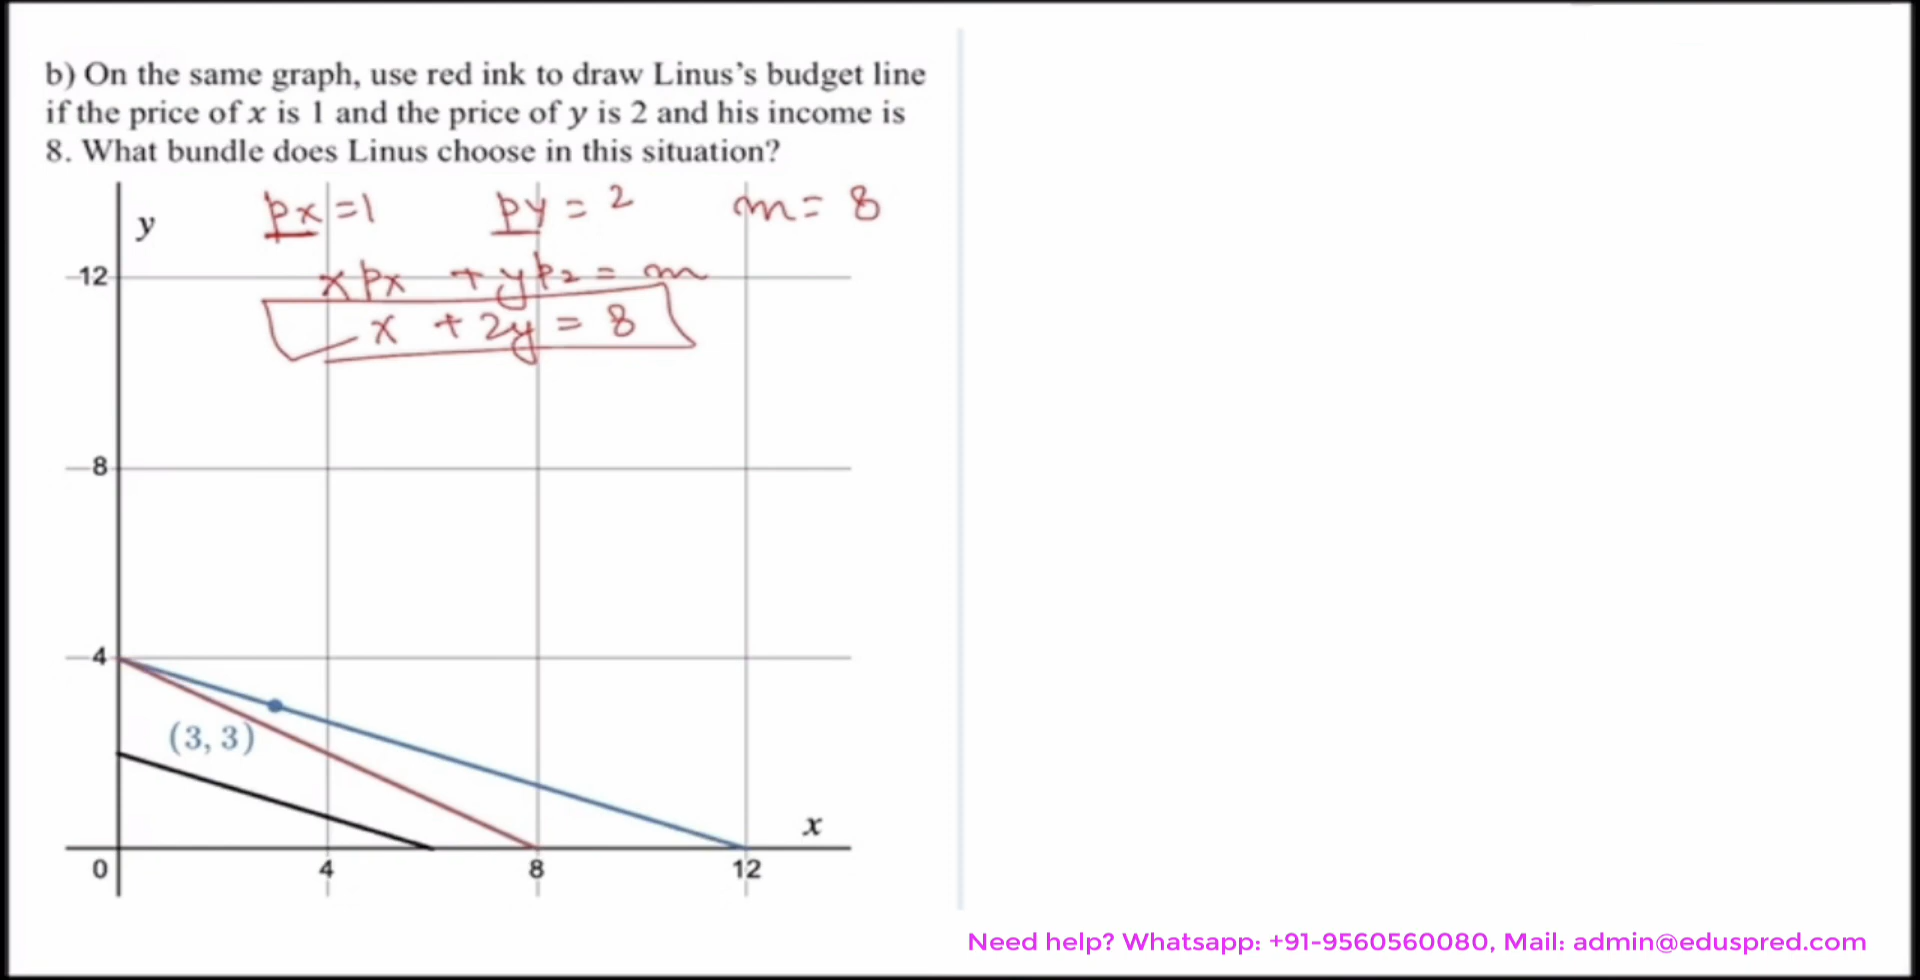 b) On the same graph, use red ink to draw Linus’s budget line
if the price of x is 1 and the price of y is 2 and his income is
8. What bundle does Linus choose in this situation?
px = 1 py = 2 m = 8
y
12
x px + y p2 = m
x + 2y = 8
8
4
(3, 3)
x
0 4 8 12
Need help? Whatsapp: +91-9560560080, Mail: admin@eduspred.com